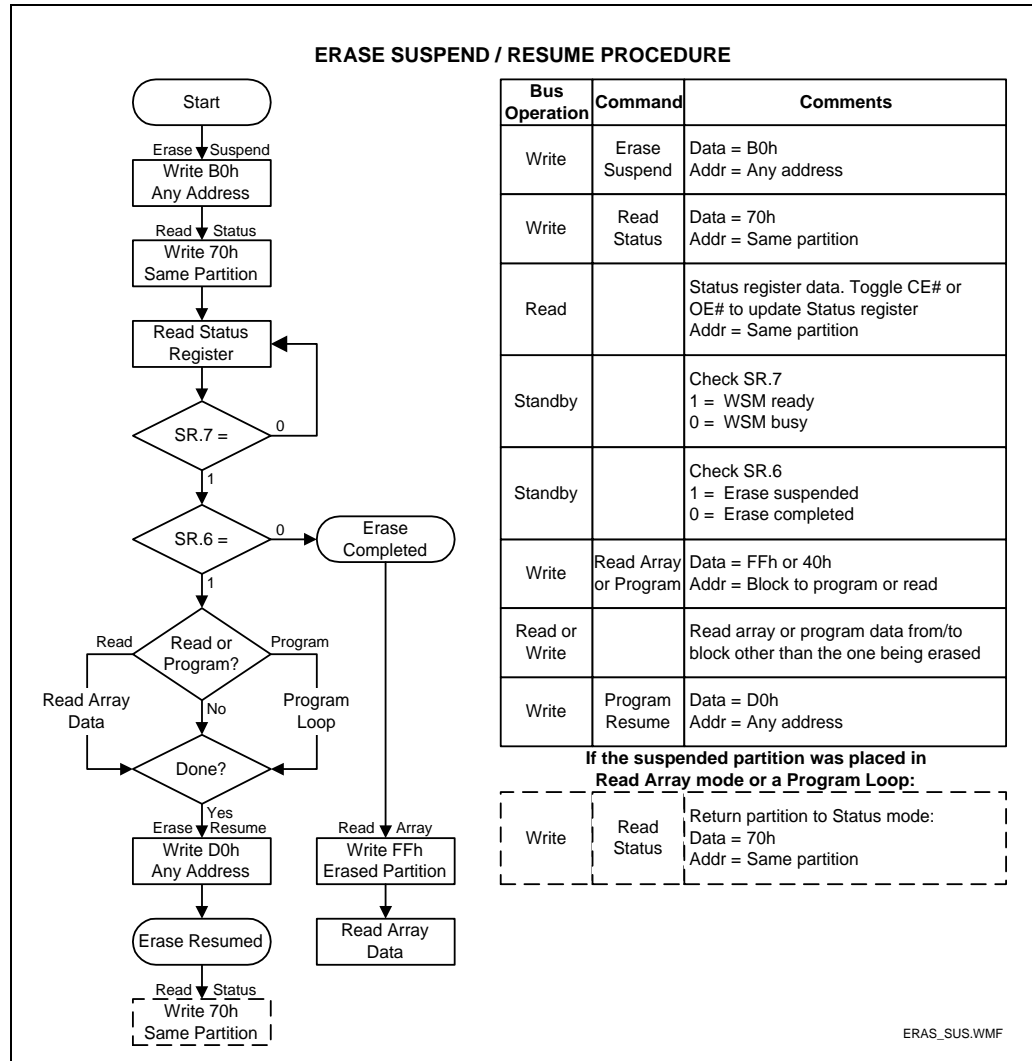 ERASE SUSPEND / RESUME PROCEDURE
Start
Erase Suspend
Write B0h
Any Address
Read Status
Write 70h
Same Partition
Read Status
Register
SR.7 =
0
1
SR.6 =
0
Erase
Completed
1
Read
Read or
Program?
Program
Read Array
Data
No
Program
Loop
Done?
Yes
Erase Resume
Write D0h
Any Address
Read Array
Write FFh
Erased Partition
Erase Resumed
Read Array
Data
Read Status
Write 70h
Same Partition
Bus
Operation
Command
Comments
Write
Erase
Suspend
Data = B0h
Addr = Any address
Write
Read
Status
Data = 70h
Addr = Same partition
Read
Status register data. Toggle CE# or
OE# to update Status register
Addr = Same partition
Standby
Check SR.7
1 = WSM ready
0 = WSM busy
Standby
Check SR.6
1 = Erase suspended
0 = Erase completed
Write
Read Array
or Program
Data = FFh or 40h
Addr = Block to program or read
Read or
Write
Read array or program data from/to
block other than the one being erased
Write
Program
Resume
Data = D0h
Addr = Any address
If the suspended partition was placed in
Read Array mode or a Program Loop:
Write
Read
Status
Return partition to Status mode:
Data = 70h
Addr = Same partition
ERAS_SUS.WMF